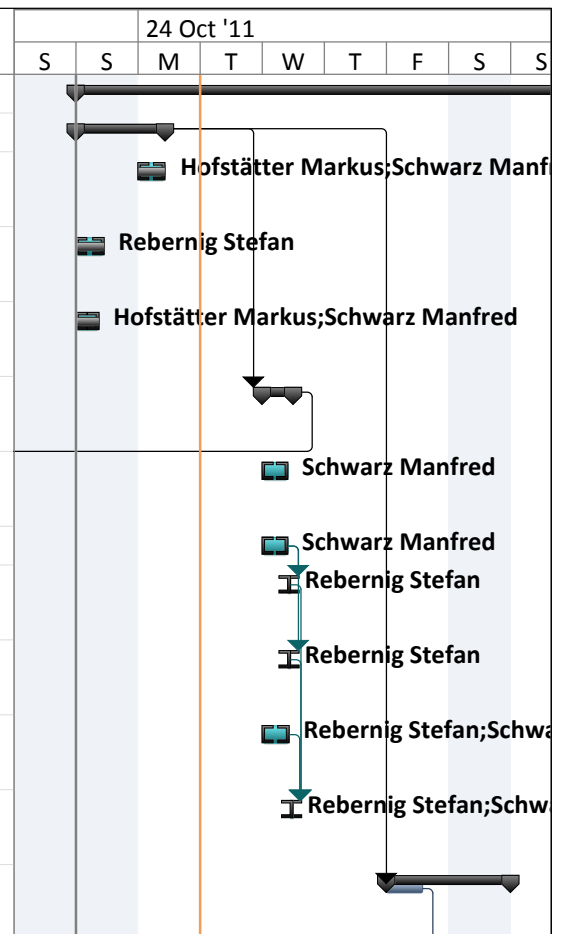 24 Oct '11
S S M T W T F S S
Hofstätter Markus;Schwarz Manf
Rebernig Stefan
Hofstätter Markus;Schwarz Manfred
Schwarz Manfred
Schwarz Manfred
Rebernig Stefan
Rebernig Stefan
Rebernig Stefan;Schwa
Rebernig Stefan;Schw